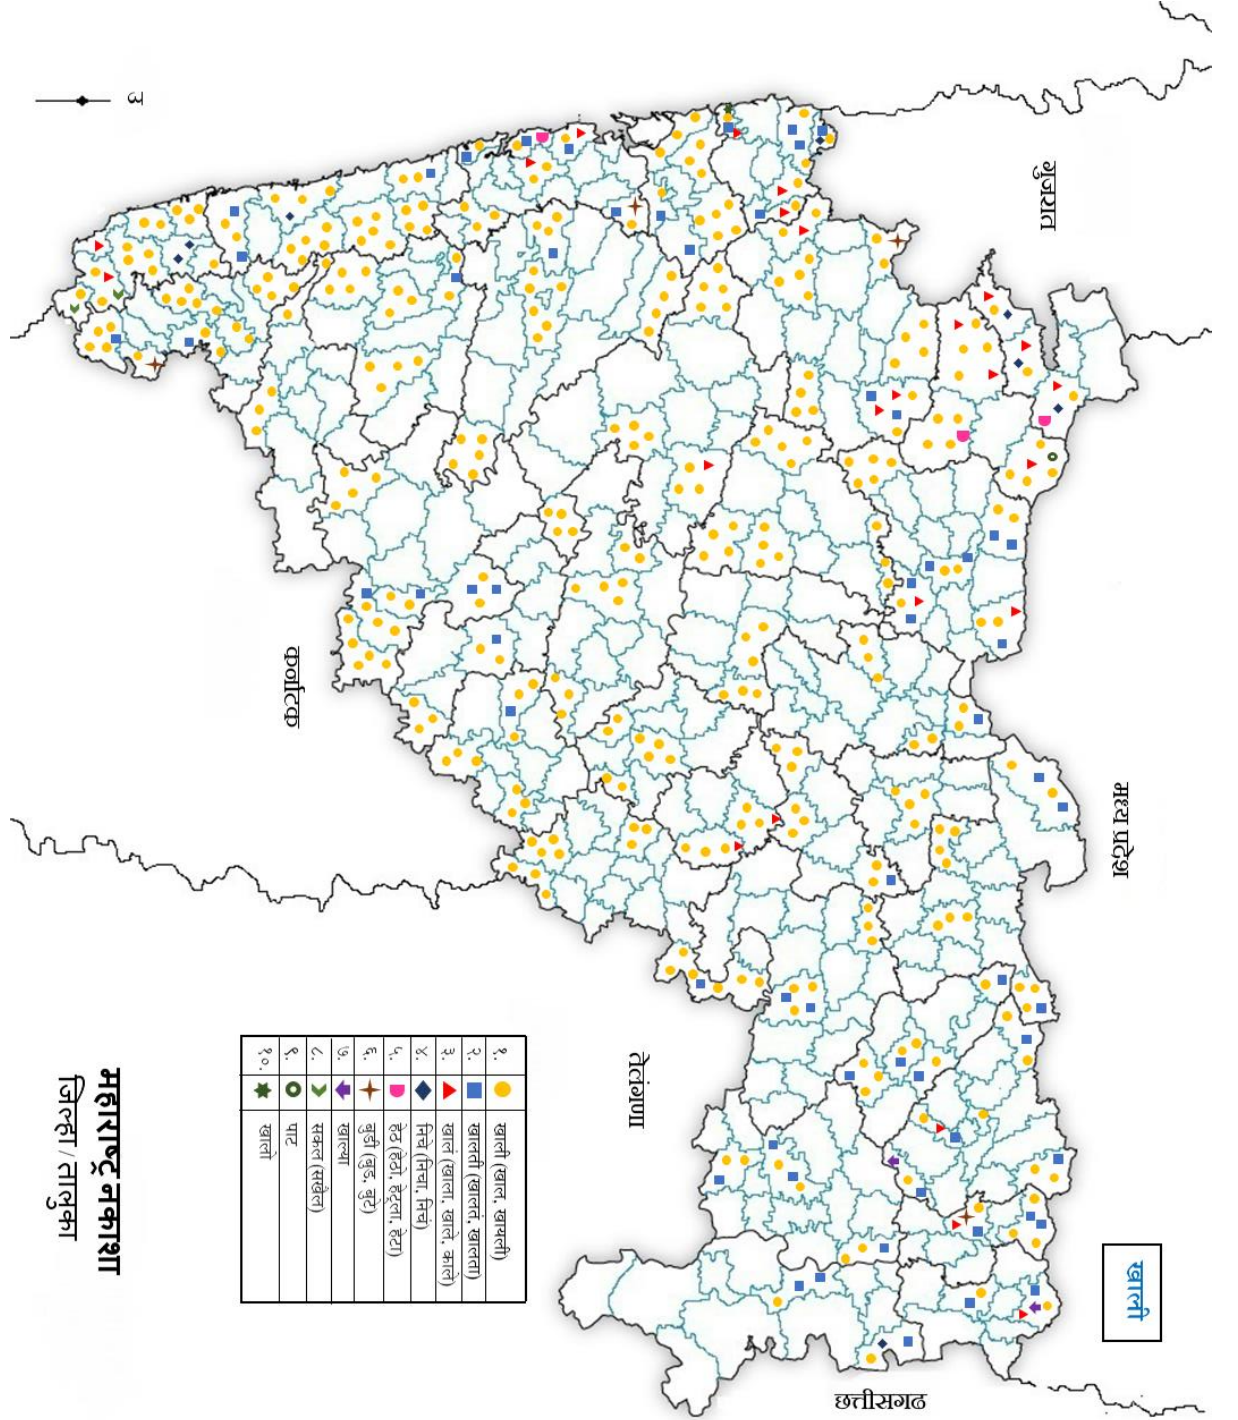 खाली
उ
गुजरात
मध्य प्रदेश
छत्तीसगढ
तेलंगणा
कर्नाटक
१. खाली (खाल, खायली)
२. खालती (खालतं, खालता)
३. खालं (खाला, खाले, काले)
४. निचे (निचा, निचं)
५. हेठ (हेठो, हेट्ला, हेटा)
६. बुडी (बुड, बुटे)
७. खाल्या
८. सकल (सखैल)
९. पाट
१०. खालो
महाराष्ट्र नकाशा
जिल्हा / तालुका